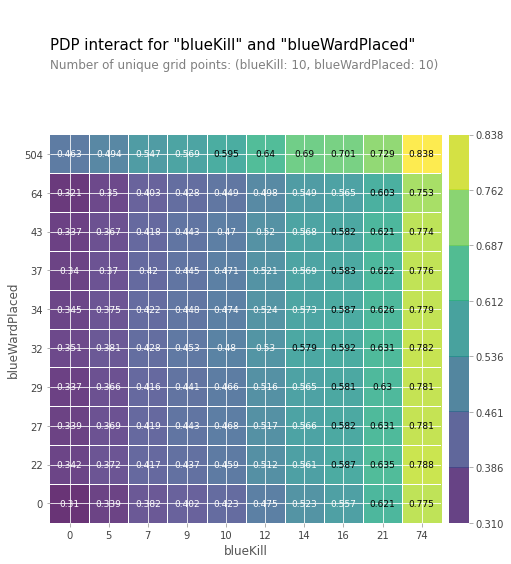 PDP interact for "blueKill" and "blueWardPlaced"
Number of unique grid points: (blueKill: 10, blueWardPlaced: 10)
504 0.463 0.494 0.547 0.569 0.595 0.64 0.69 0.701 0.729 0.838
64 0.321 0.35 0.403 0.428 0.449 0.498 0.549 0.565 0.603 0.753
43 0.337 0.367 0.418 0.443 0.47 0.52 0.568 0.582 0.621 0.774
37 0.34 0.37 0.42 0.445 0.471 0.521 0.569 0.583 0.622 0.776
34 0.345 0.375 0.422 0.448 0.474 0.524 0.573 0.587 0.626 0.779
32 0.351 0.381 0.428 0.453 0.48 0.53 0.579 0.592 0.631 0.782
29 0.337 0.366 0.416 0.441 0.466 0.516 0.565 0.581 0.63 0.781
27 0.339 0.369 0.419 0.443 0.468 0.517 0.566 0.582 0.631 0.781
22 0.342 0.372 0.417 0.437 0.459 0.512 0.561 0.587 0.635 0.788
0 0.31 0.339 0.382 0.402 0.423 0.475 0.523 0.557 0.621 0.775
0 5 7 9 10 12 14 16 21 74
blueKill
blueWardPlaced
0.838
0.762
0.687
0.612
0.536
0.461
0.386
0.310